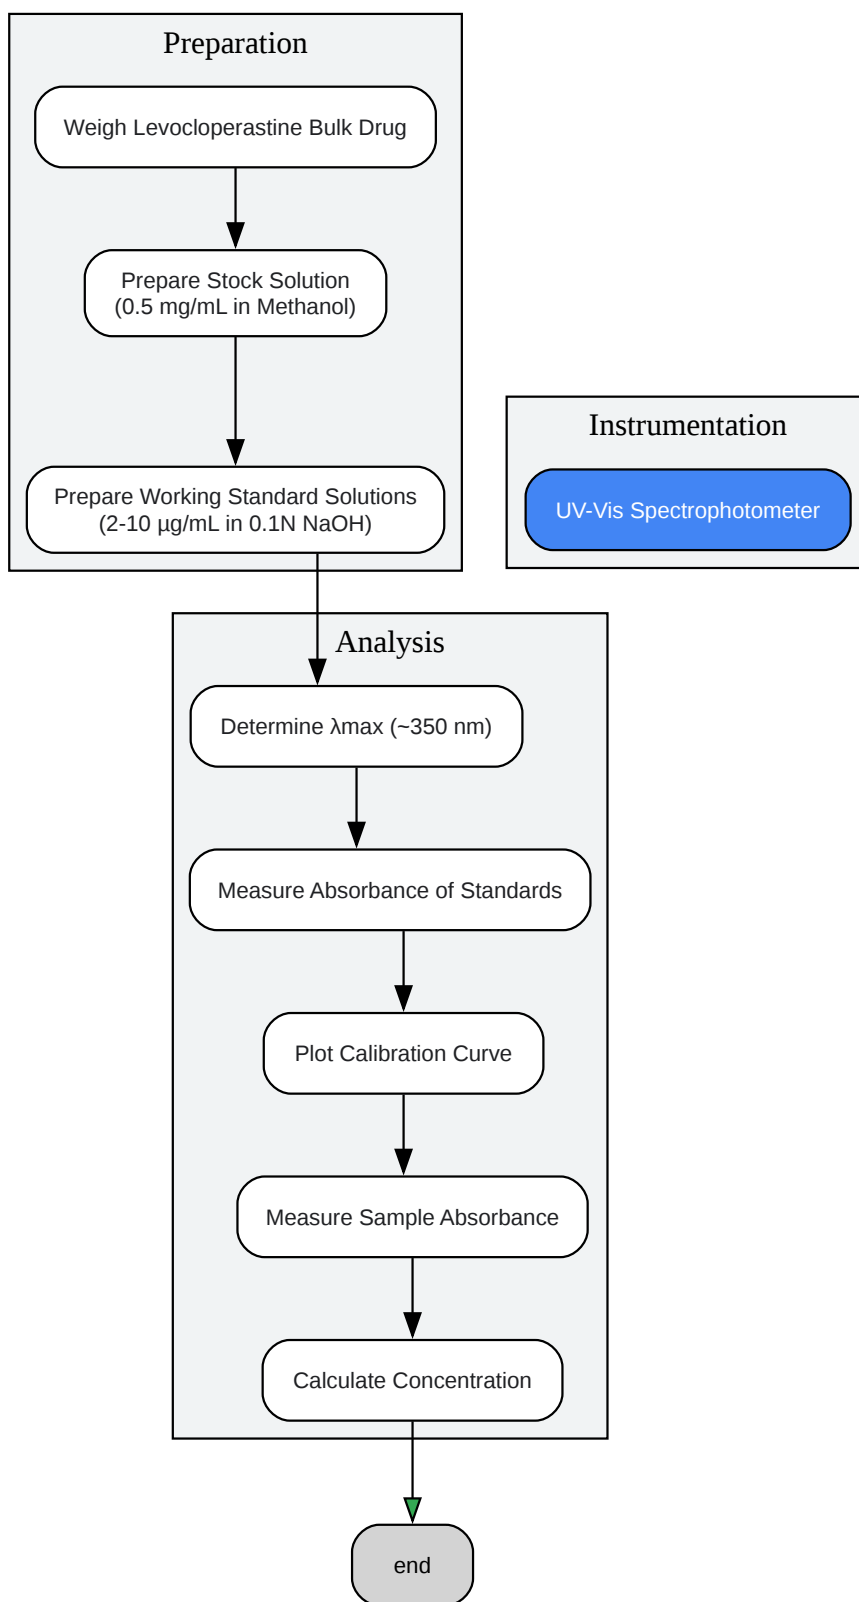 Preparation
Weigh Levocloperastine Bulk Drug
Prepare Stock Solution
(0.5 mg/mL in Methanol)
Prepare Working Standard Solutions
(2-10 µg/mL in 0.1N NaOH)
Instrumentation
UV-Vis Spectrophotometer
Analysis
Determine λmax (~350 nm)
Measure Absorbance of Standards
Plot Calibration Curve
Measure Sample Absorbance
Calculate Concentration
end